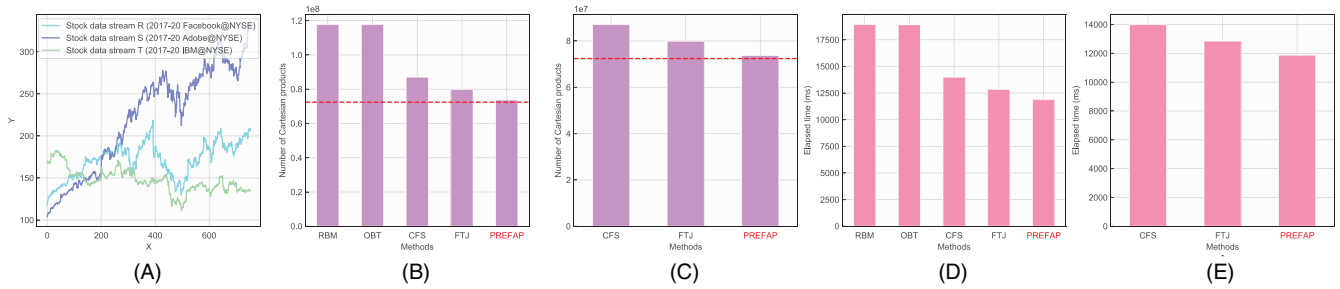 Stock data stream R (2017-20 Facebook@NYSE)
Stock data stream S (2017-20 Adobe@NYSE)
Stock data stream T (2017-20 IBM@NYSE)
300
250
200
150
100
Y
0
200
400
600
X
(A)
1e8
1.2
1.0
0.8
0.6
0.4
0.2
0.0
Number of Cartesian products
RBM
OBT
CFS
FTJ
PREFAP
Methods
(B)
1e7
8
6
4
2
0
Number of Cartesian products
CFS
FTJ
PREFAP
Methods
(C)
17500
15000
12500
10000
7500
5000
2500
0
Elapsed time (ms)
RBM
OBT
CFS
FTJ
PREFAP
Methods
(D)
14000
12000
10000
8000
6000
4000
2000
0
Elapsed time (ms)
CFS
FTJ
PREFAP
Methods
(E)